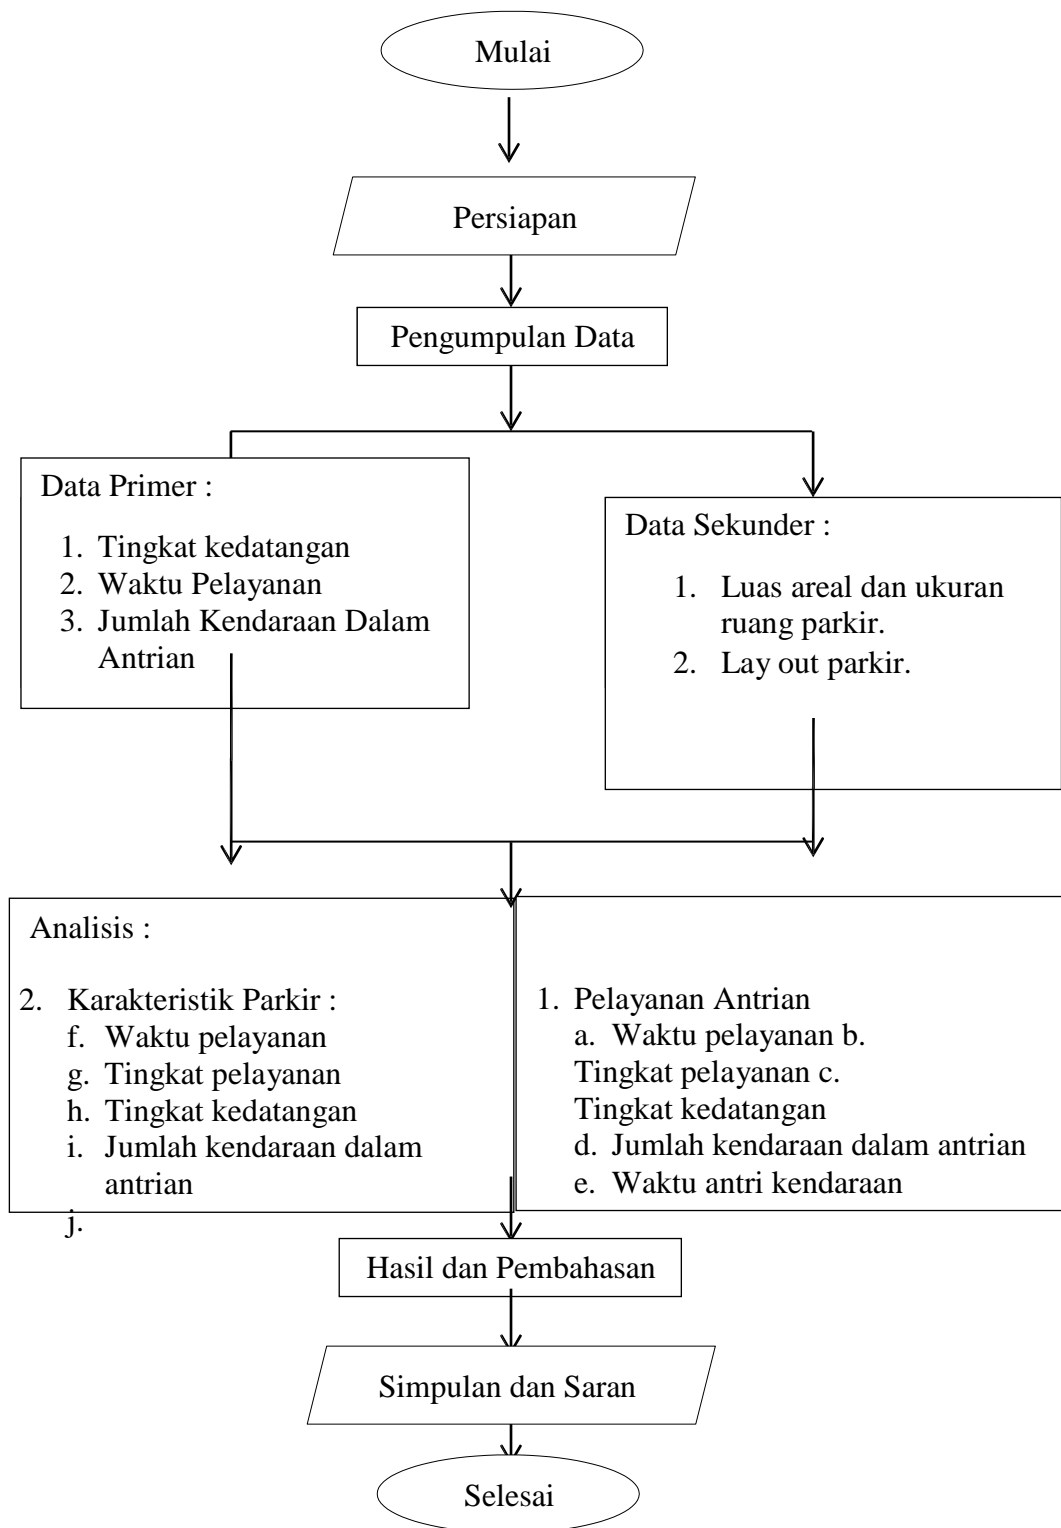 Mulai
Persiapan
Pengumpulan Data
Data Primer :
1. Tingkat kedatangan
2. Waktu Pelayanan
3. Jumlah Kendaraan Dalam
Antrian
Data Sekunder :
1. Luas areal dan ukuran
ruang parkir.
2. Lay out parkir.
Analisis :
2. Karakteristik Parkir :
f. Waktu pelayanan
g. Tingkat pelayanan
h. Tingkat kedatangan
i. Jumlah kendaraan dalam
antrian
j.
1. Pelayanan Antrian
a. Waktu pelayanan b.
Tingkat pelayanan c.
Tingkat kedatangan
d. Jumlah kendaraan dalam antrian
e. Waktu antri kendaraan
Hasil dan Pembahasan
Simpulan dan Saran
Selesai